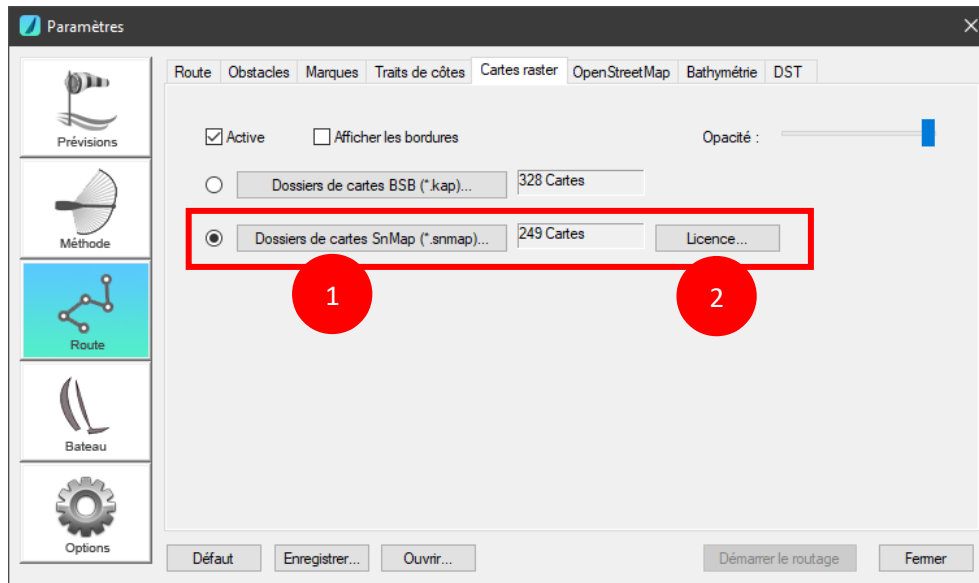 Paramètres
Route Obstacles Marques Traits de côtes Cartes raster OpenStreetMap Bathymétrie DST
Prévisions
Active Afficher les bordures Opacité :
Dossiers de cartes BSB (*.kap)... 328 Cartes
Méthode
Dossiers de cartes SnMap (*.snmap)... 249 Cartes Licence...
1 2
Route
Bateau
Options
Défaut Enregistrer... Ouvrir... Démarrer le routage Fermer